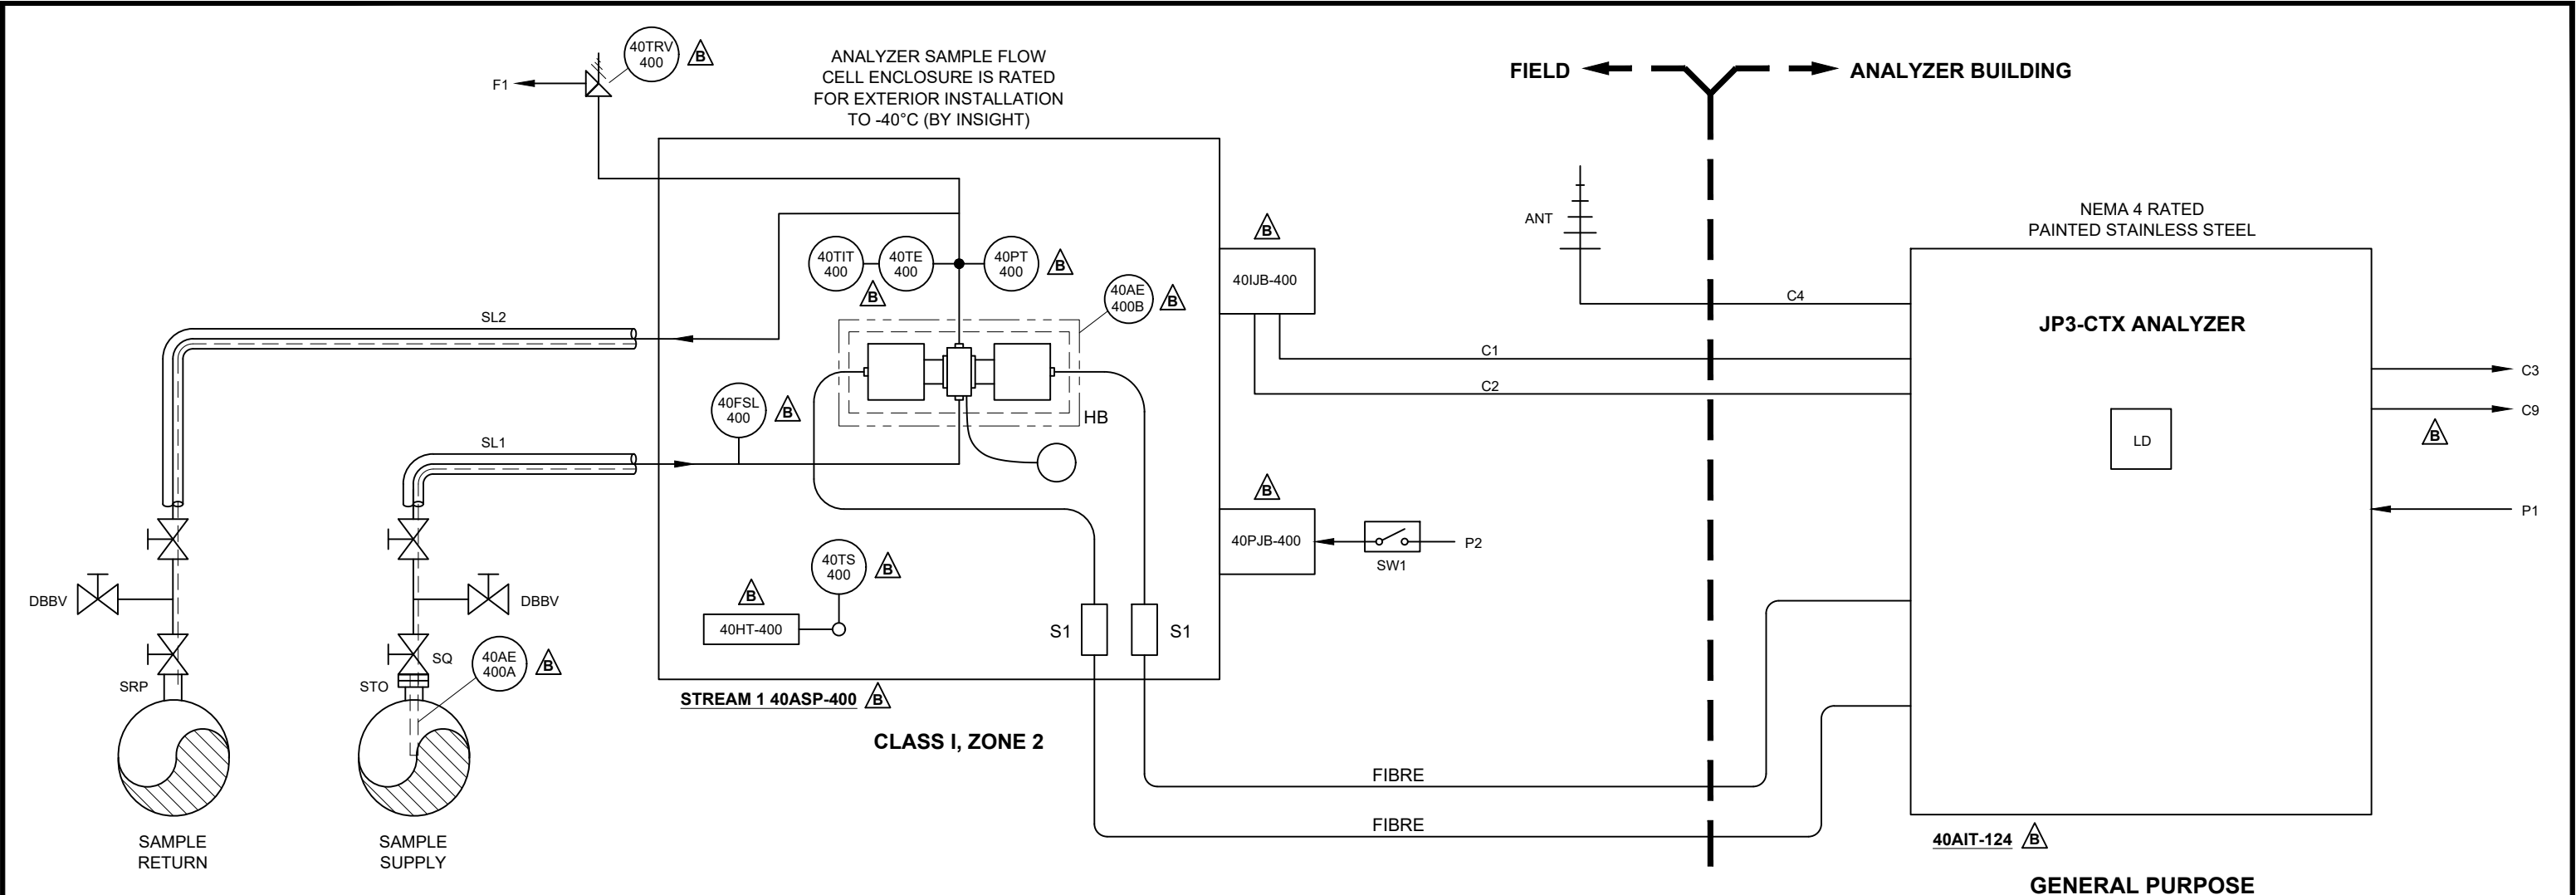 40TRV
400
B
F1
ANALYZER SAMPLE FLOW
CELL ENCLOSURE IS RATED
FOR EXTERIOR INSTALLATION
TO -40°C (BY INSIGHT)
FIELD
ANALYZER BUILDING
ANT
NEMA 4 RATED
PAINTED STAINLESS STEEL
B
40TIT
400
40TE
400
40PT
400
B
B
40IJB-400
40AE
400B
B
C4
JP3-CTX ANALYZER
SL2
C1
C2
C3
C9
B
40FSL
400
B
HB
SL1
LD
B
40PJB-400
SW1
P2
P1
40TS
400
B
B
40HT-400
S1
S1
DBBV
DBBV
SQ
40AE
400A
B
SRP
STO
STREAM 1 40ASP-400
B
CLASS I, ZONE 2
FIBRE
FIBRE
SAMPLE
RETURN
SAMPLE
SUPPLY
40AIT-124
B
GENERAL PURPOSE